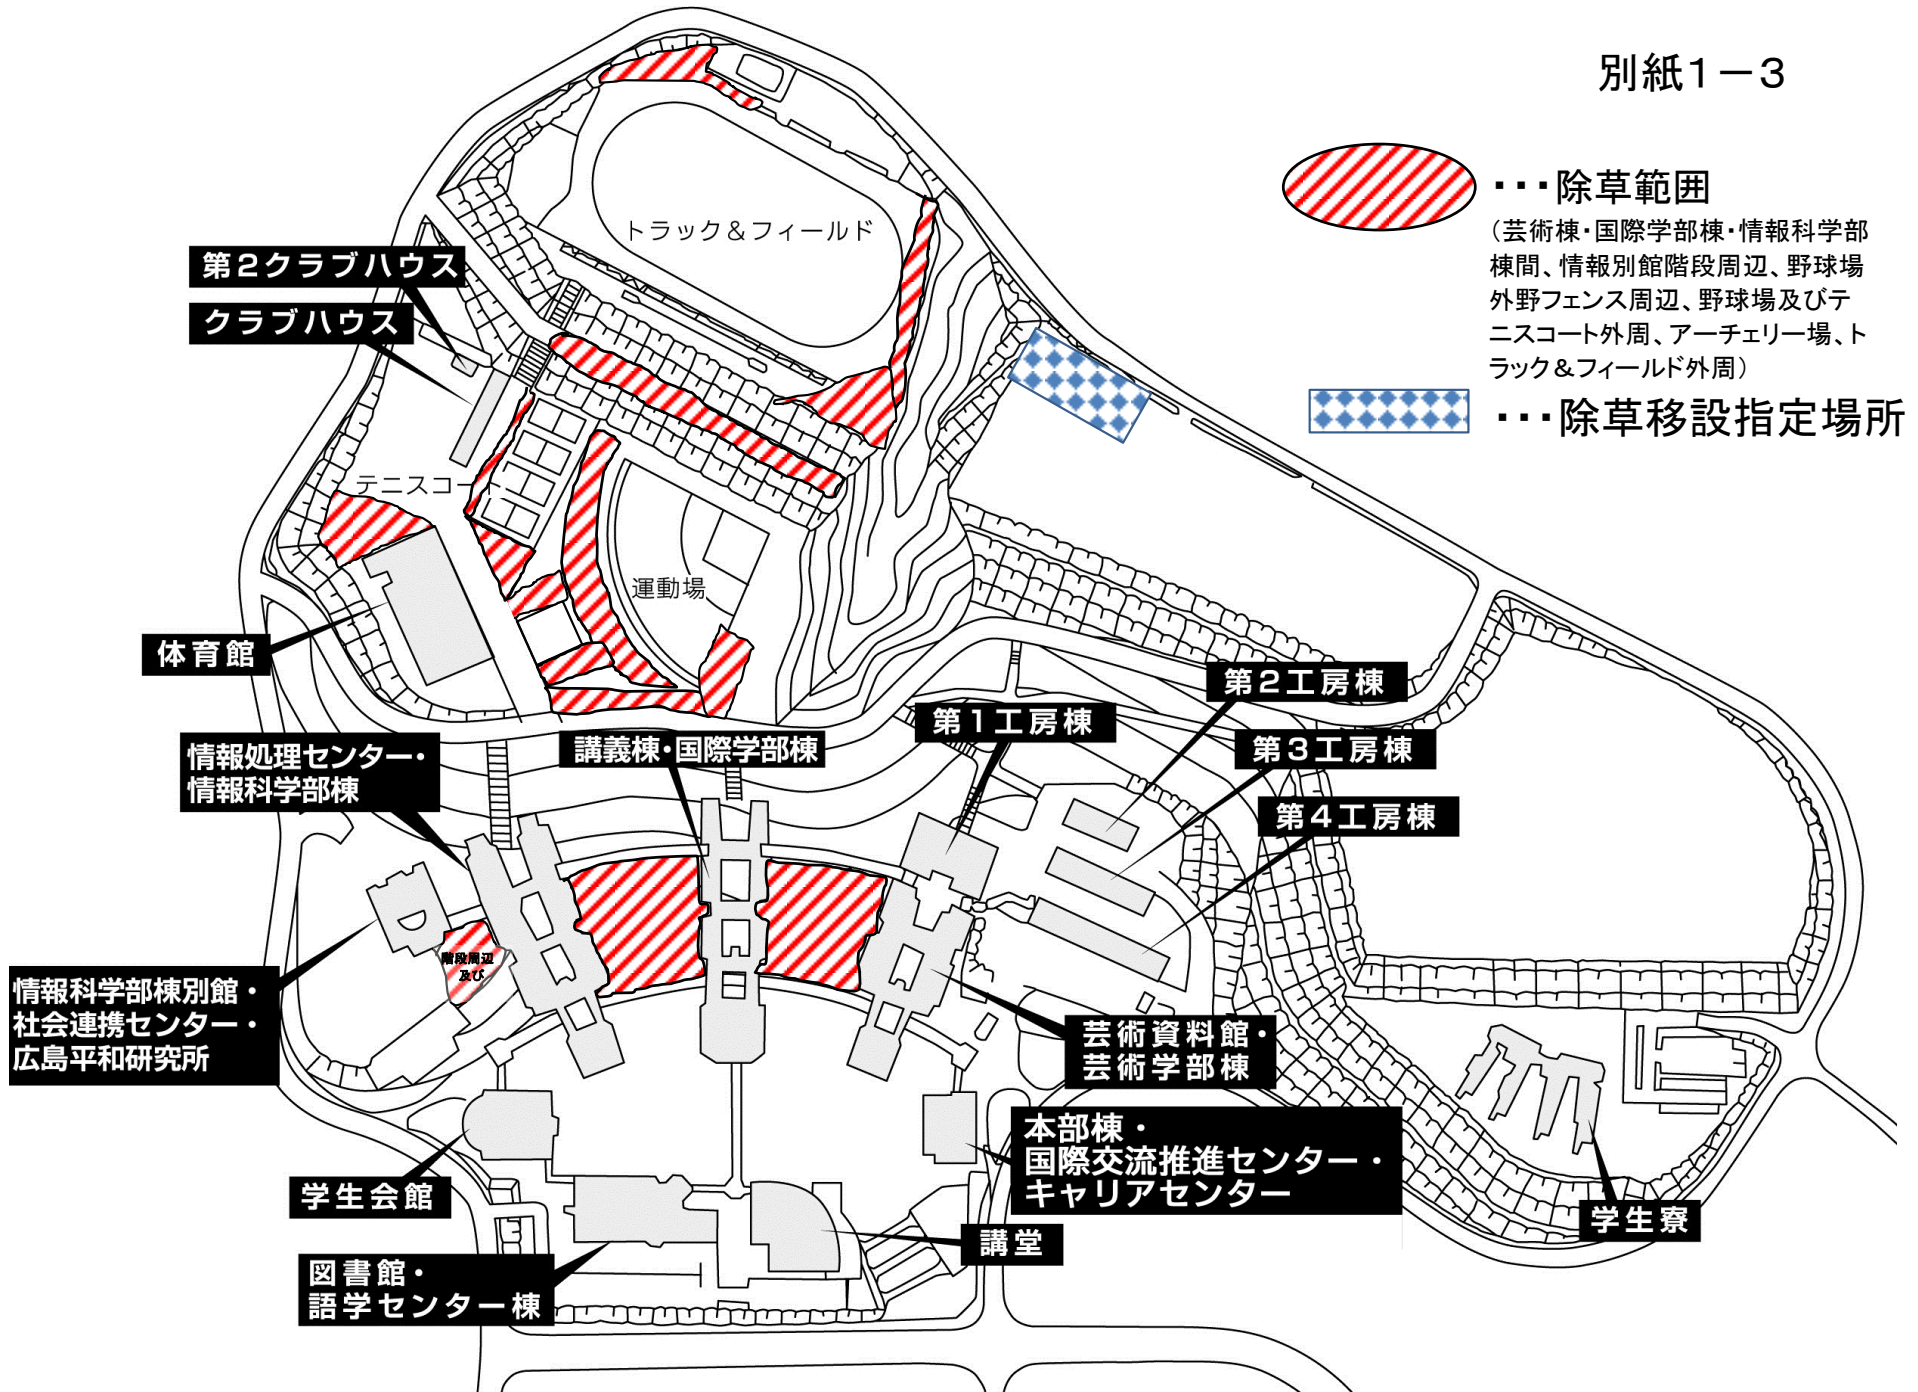 別紙1－3
･･･除草範囲
（芸術棟・国際学部棟・情報科学部
棟間、情報別館階段周辺、野球場
外野フェンス周辺、野球場及びテ
ニスコート外周、アーチェリー場、ト
ラック＆フィールド外周）
･･･除草移設指定場所
トラック＆フィールド
第2クラブハウス
クラブハウス
テニスコー
運動場
体育館
第2工房棟
第1工房棟
第3工房棟
情報処理センター・
情報科学部棟
講義棟・国際学部棟
第4工房棟
階段周辺
及び
情報科学部棟別館・
社会連携センター・
広島平和研究所
芸術資料館・
芸術学部棟
本部棟・
国際交流推進センター・
キャリアセンター
学生会館
学生寮
講堂
図書館・
語学センター棟